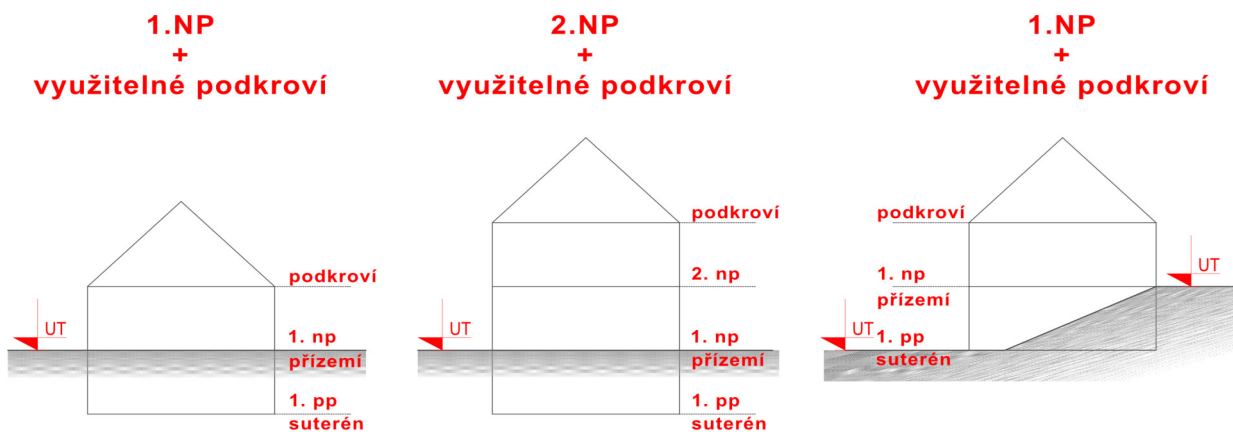 1.NP
+
využitelné podkroví
podkroví
UT
1. np
přízemí
1. pp
suterén
2.NP
+
využitelné podkroví
podkroví
2. np
UT
1. np
přízemí
1. pp
suterén
1.NP
+
využitelné podkroví
podkroví
1. np
UT
přízemí
UT
1. pp
suterén